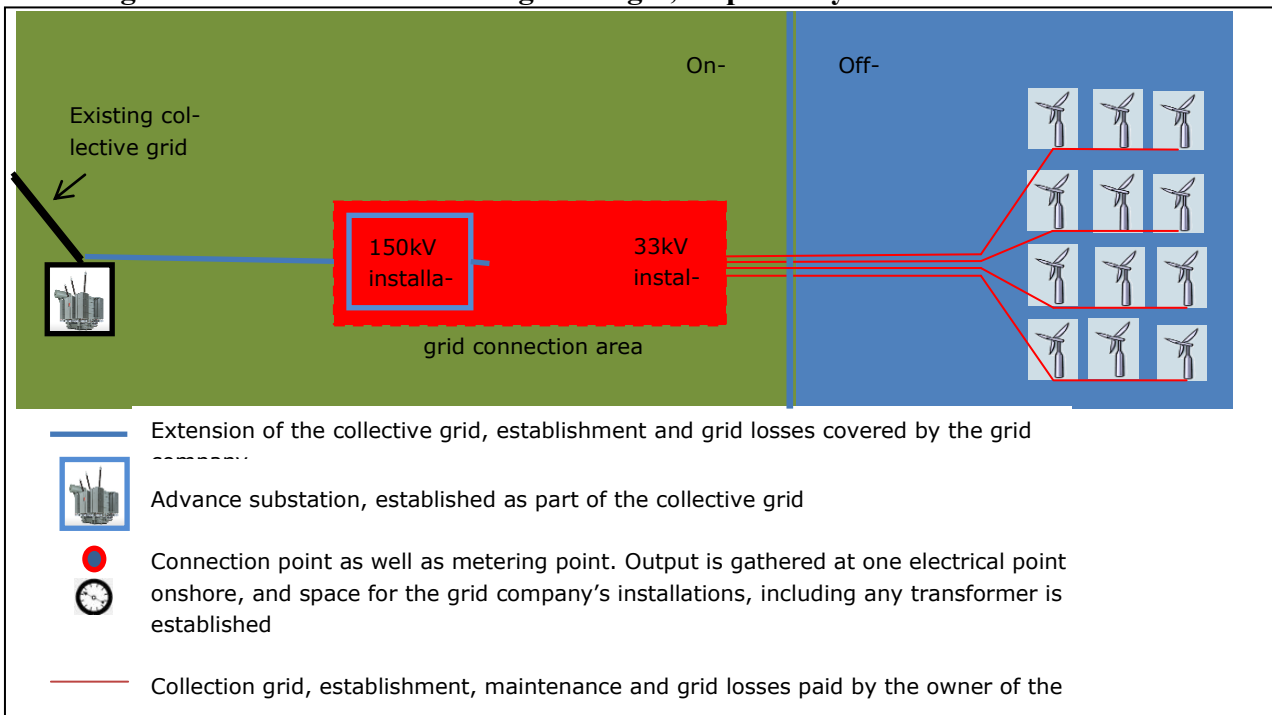 On-
Off-
Existing col-
lective grid
150kV
installa-
33kV
instal-
grid connection area
Extension of the collective grid, establishment and grid losses covered by the grid
Advance substation, established as part of the collective grid
Connection point as well as metering point. Output is gathered at one electrical point
onshore, and space for the grid company’s installations, including any transformer is
established
Collection grid, establishment, maintenance and grid losses paid by the owner of the